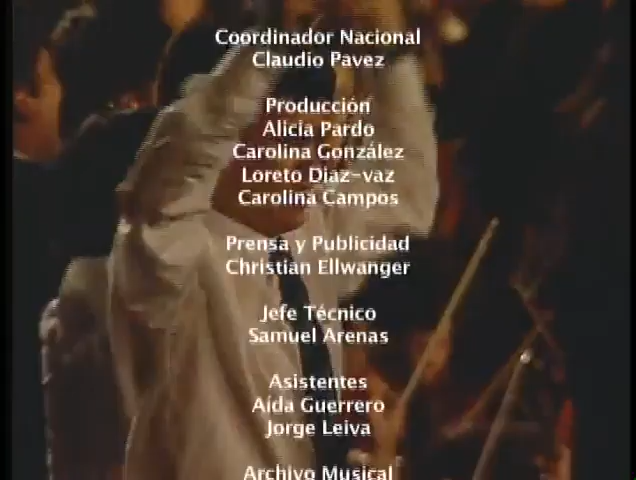 Coordinador Nacional
Claudio Pavez
Producción
Alicia Pardo
Carolina González
Loreto Díaz-vaz
Carolina Campos
Prensa y Publicidad
Christian Ellwanger
Jefe Técnico
Samuel Arenas
Asistentes
Aída Guerrero
Jorge Leiva
Archivo Musical